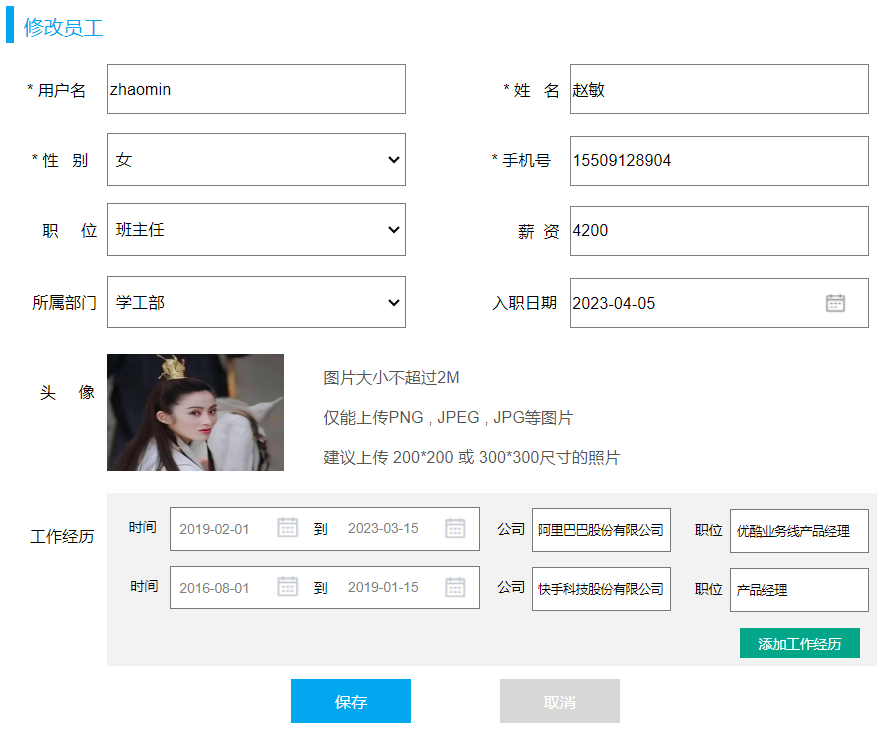 修改员工
* 用户名 zhaomin * 姓 名 赵敏
* 性 别 女 * 手机号 15509128904
职 位 班主任 薪 资 4200
所属部门 学工部 入职日期 2023-04-05
头 像
图片大小不超过2M
仅能上传PNG , JPEG , JPG等图片
建议上传 200*200 或 300*300尺寸的照片
工作经历 时间 2019-02-01 到 2023-03-15 公司 阿里巴巴股份有限公司 职位 优酷业务线产品经理
时间 2016-08-01 到 2019-01-15 公司 快手科技股份有限公司 职位 产品经理
添加工作经历
保存 取消